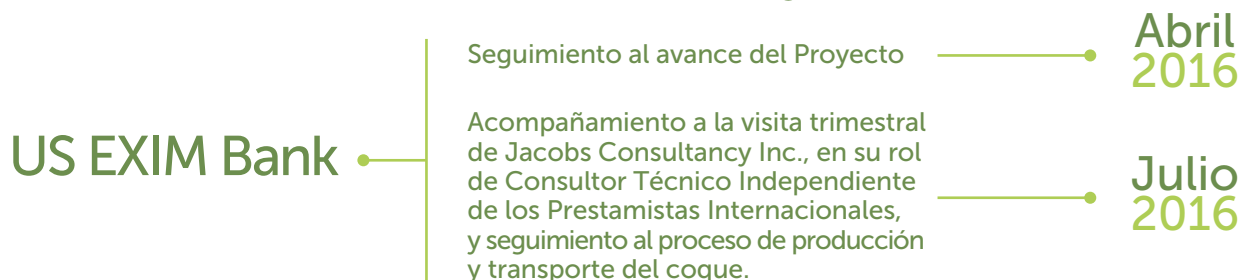 US EXIM Bank
Seguimiento al avance del Proyecto
Abril
2016
Acompañamiento a la visita trimestral
de Jacobs Consultancy Inc., en su rol
de Consultor Técnico Independiente
de los Prestamistas Internacionales,
y seguimiento al proceso de producción
y transporte del coque.
Julio
2016